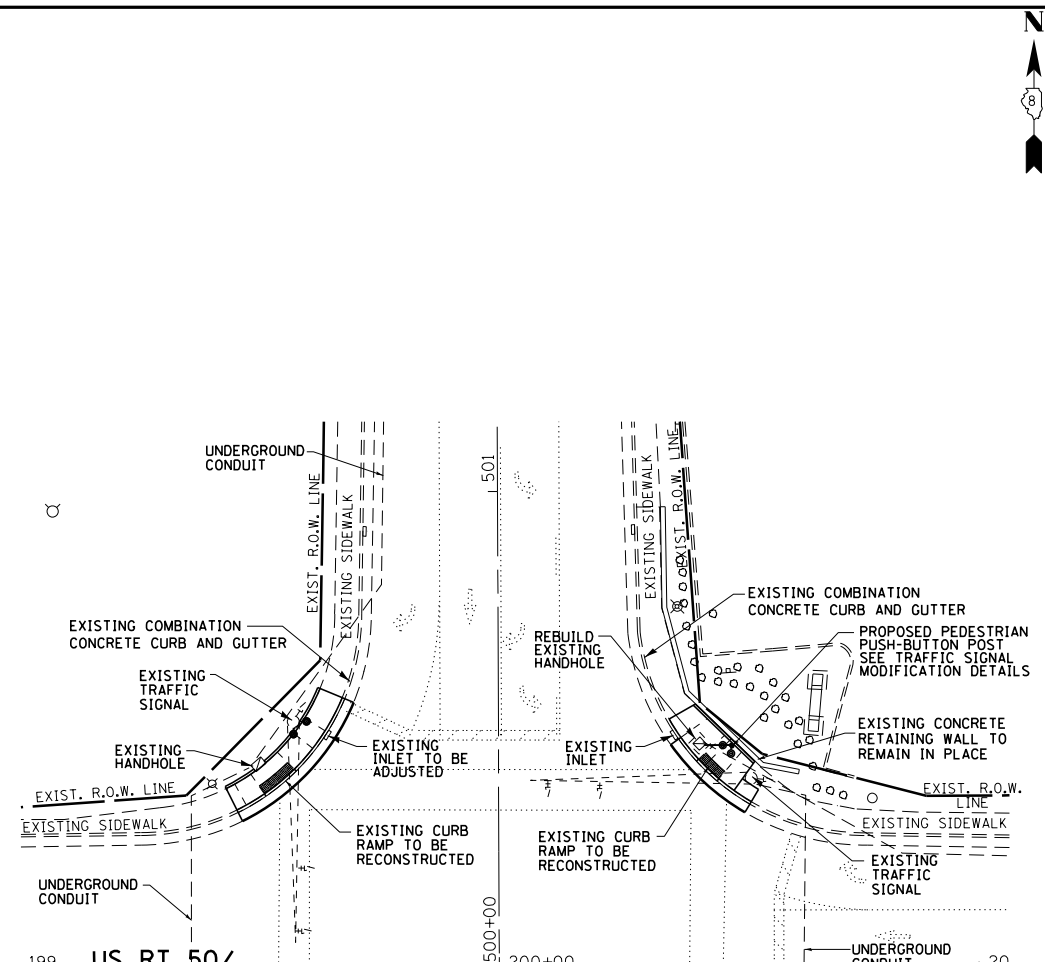 N
8
UNDERGROUND
CONDUIT
501
EXIST. R.O.W. LINE
EXISTING SIDEWALK
EXISTING SIDEWALK
EXIST. R.O.W. LINE
EXISTING COMBINATION
CONCRETE CURB AND GUTTER
EXISTING COMBINATION
CONCRETE CURB AND GUTTER
REBUILD
EXISTING
HANDHOLE
PROPOSED PEDESTRIAN
PUSH-BUTTON POST
SEE TRAFFIC SIGNAL
MODIFICATION DETAILS
EXISTING
TRAFFIC
SIGNAL
EXISTING
HANDHOLE
EXISTING
INLET TO BE
ADJUSTED
EXISTING
INLET
EXISTING CONCRETE
RETAINING WALL TO
REMAIN IN PLACE
EXIST. R.O.W. LINE
EXIST. R.O.W.
LINE
EXISTING SIDEWALK
EXISTING SIDEWALK
EXISTING CURB
RAMP TO BE
RECONSTRUCTED
EXISTING CURB
RAMP TO BE
RECONSTRUCTED
EXISTING
TRAFFIC
SIGNAL
UNDERGROUND
CONDUIT
500+00
UNDERGROUND
CONDUIT
199
US RT 50/
200+00
20